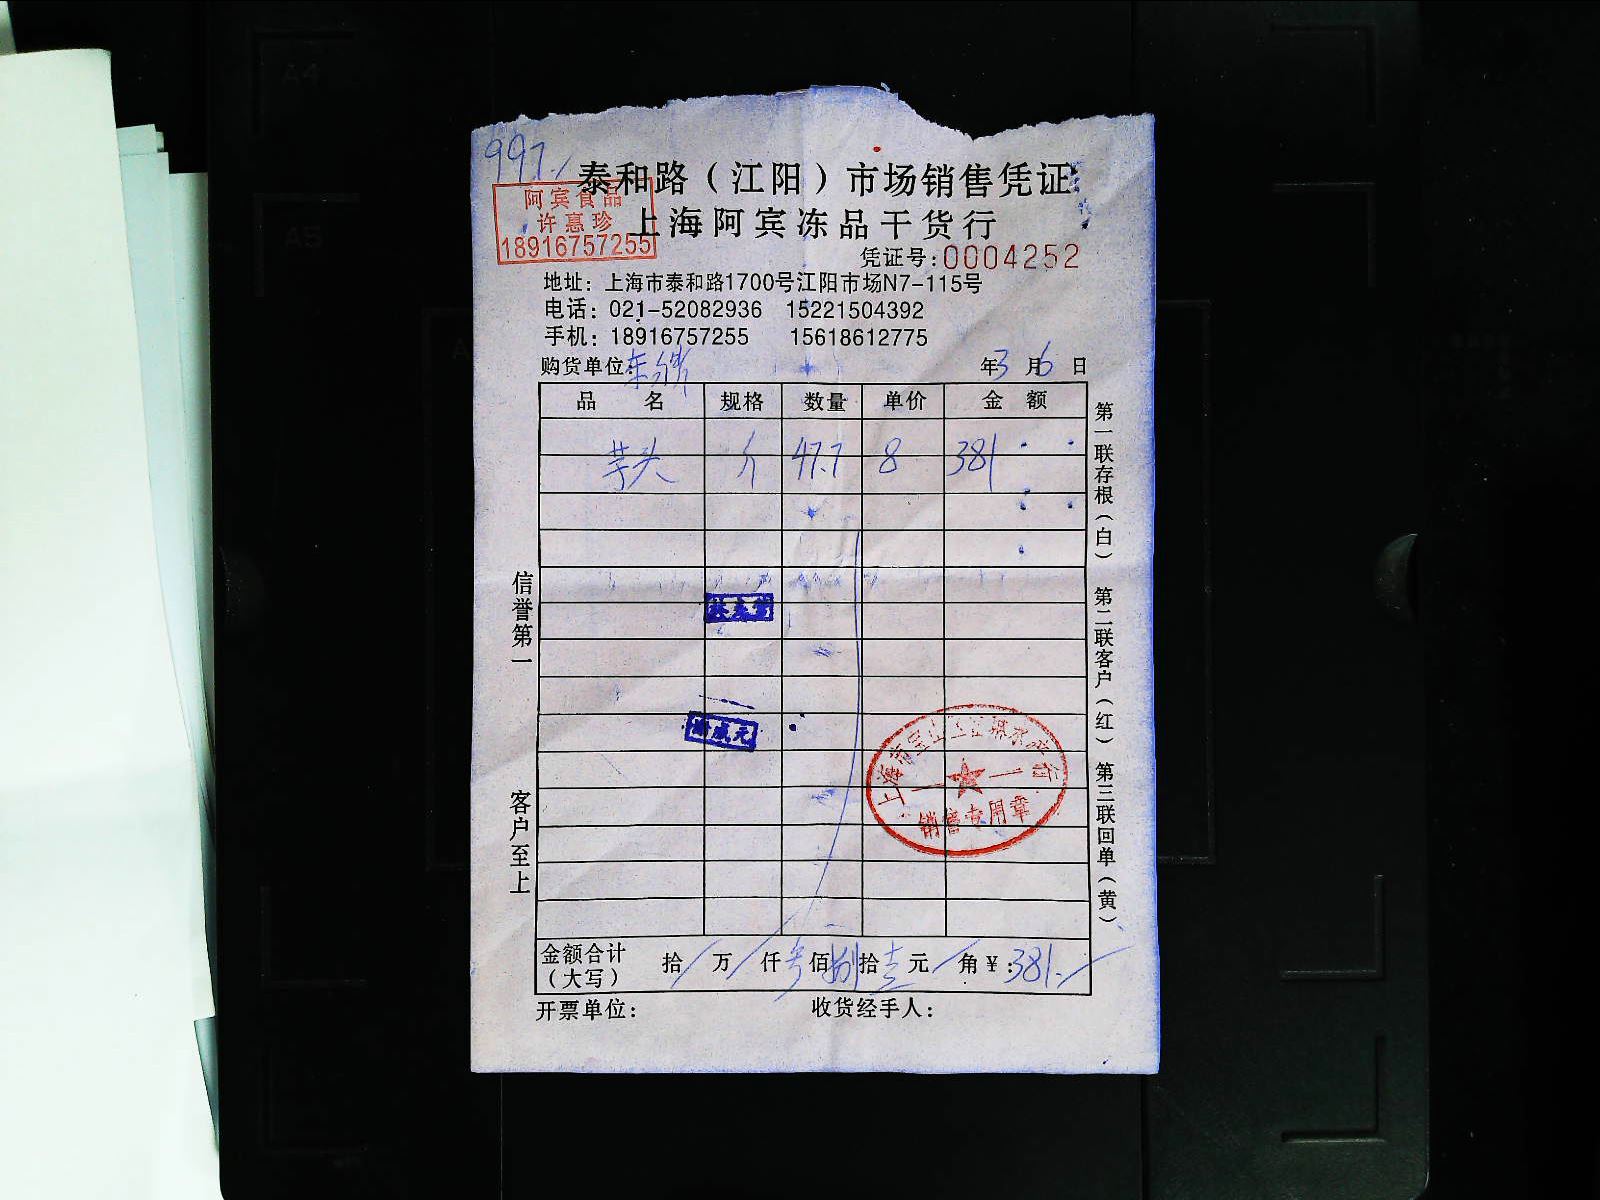 997.
泰和路（江阳）市场销售凭证
阿宾食品
许惠珍
18916757255
上海阿宾冻品干货行
凭证号:0004252
地址：上海市泰和路1700号江阳市场N7-115号
电话：021-52082936 15221504392
手机：18916757255 15618612775
购货单位： 年3月6日
品名 规格 数量 单价 金额
芋头 斤 47.7 8 381
信誉第一
客户至上
第一联存根（白） 第二联客户（红） 第三联回单（黄）
销售专用章
金额合计（大写） 拾 万 仟 佰捌拾壹元 角￥:381.
开票单位： 收货经手人：